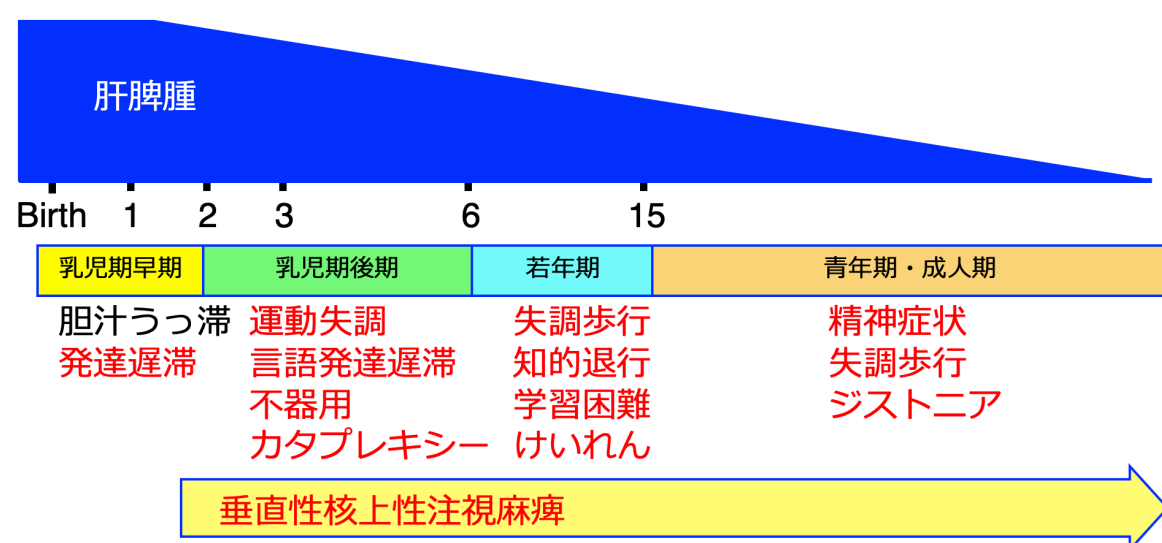 肝脾腫
Birth 1 2 3 6 15
乳児期早期 乳児期後期 若年期 青年期・成人期
胆汁うっ滞 運動失調 失調歩行 精神症状
発達遅滞 言語発達遅滞 知的退行 失調歩行
不器用 学習困難 ジストニア
カタプレキシー けいれん
垂直性核上性注視麻痺